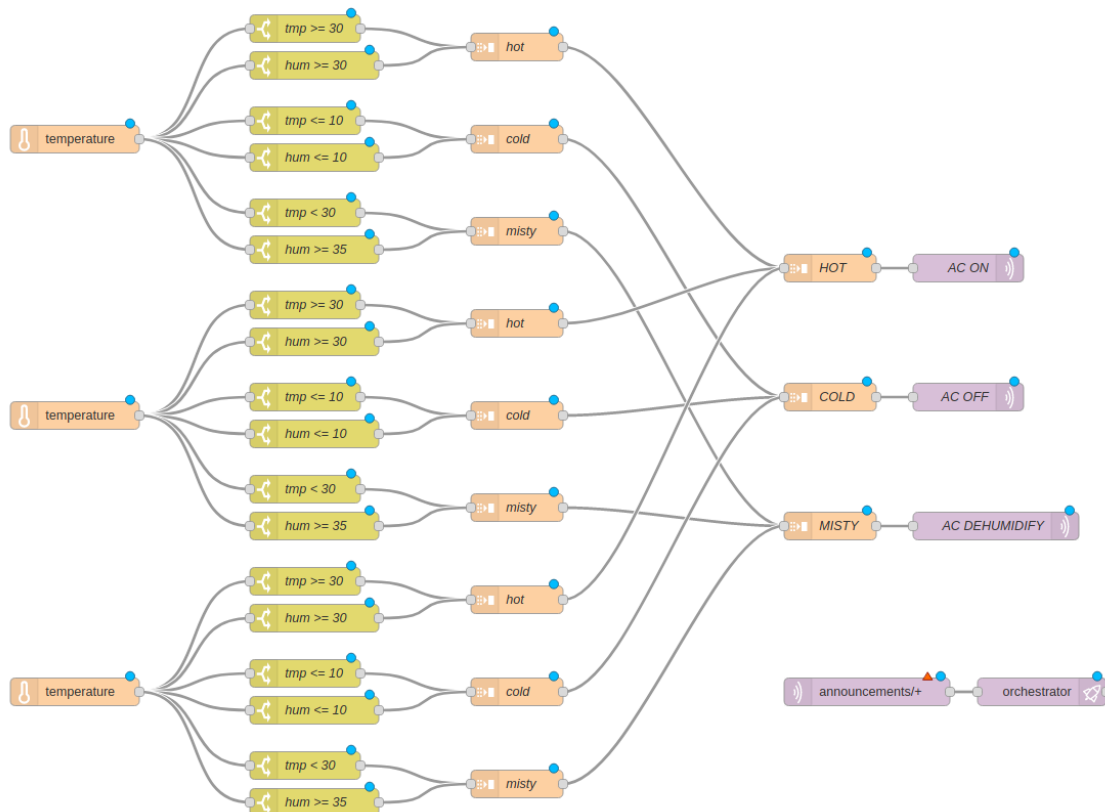 tmp >= 30
hot
hum >= 30
tmp <= 10
temperature
cold
hum <= 10
tmp < 30
misty
hum >= 35
HOT
AC ON
tmp >= 30
hot
hum >= 30
tmp <= 10
COLD
AC OFF
temperature
cold
hum <= 10
tmp < 30
misty
hum >= 35
MISTY
AC DEHUMIDIFY
tmp >= 30
hot
hum >= 30
tmp <= 10
temperature
cold
announcements/+
orchestrator
hum <= 10
tmp < 30
misty
hum >= 35